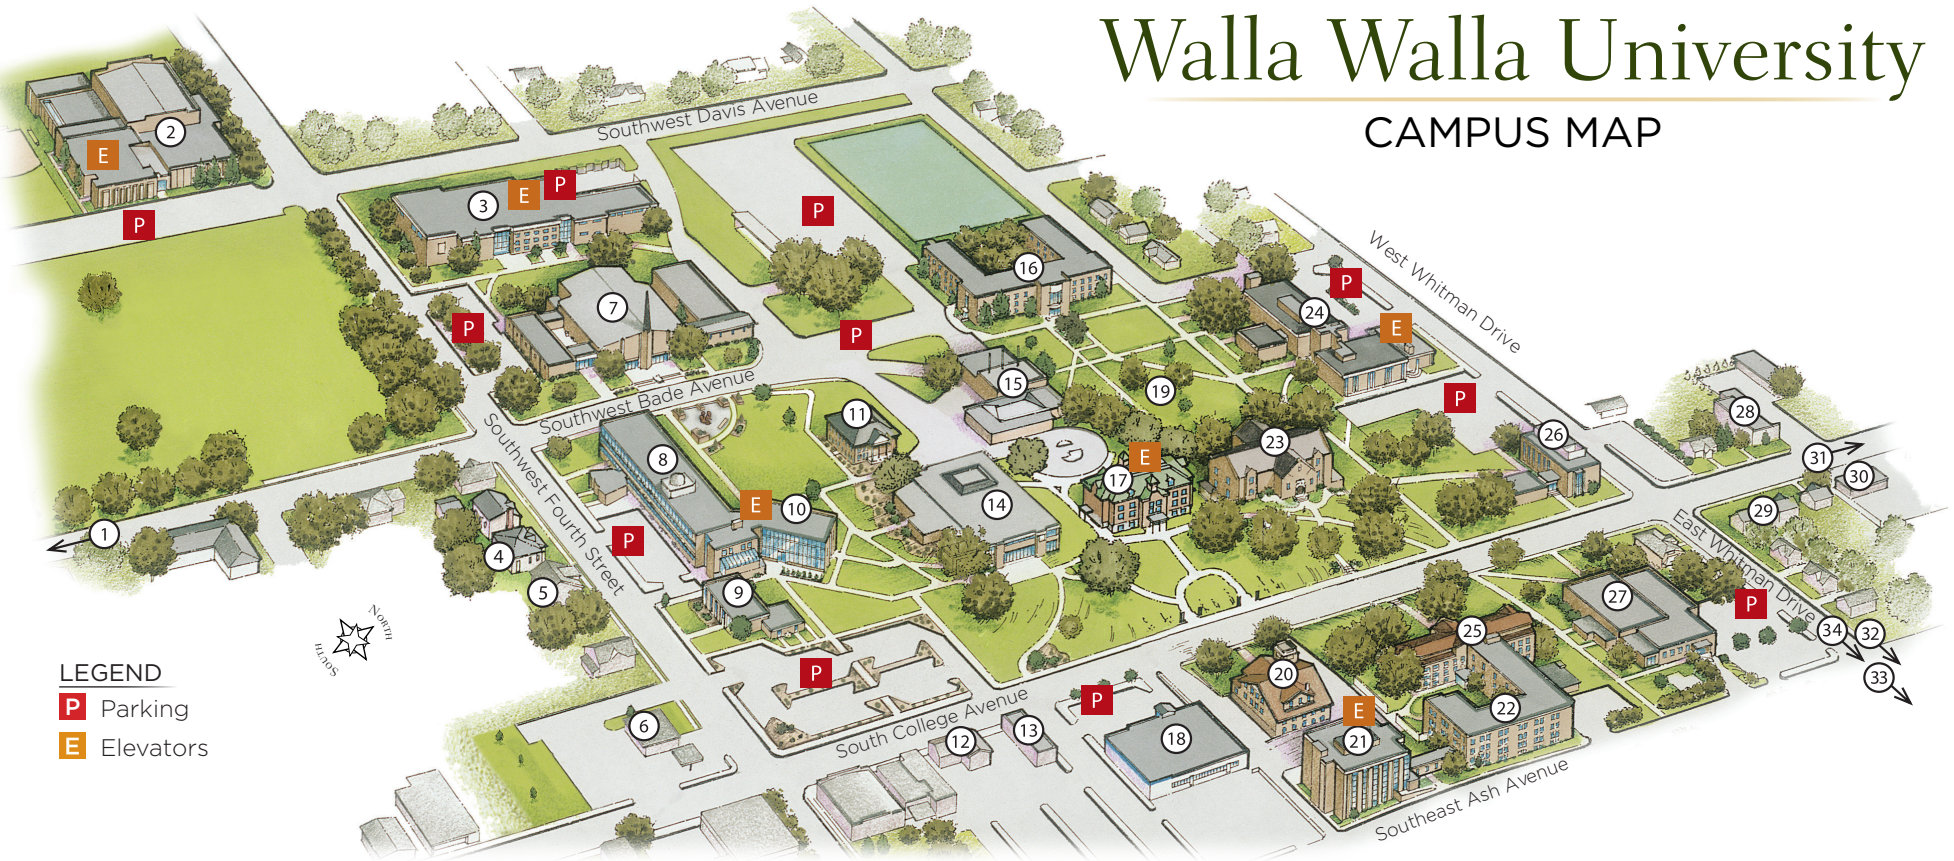 Walla Walla University
CAMPUS MAP
Southwest Davis Avenue
2
E
P
3
E
P
P
16
West Whitman Drive
P
24
E
7
P
P
Southwest Bade Avenue
15
19
P
11
28
Southwest Fourth Street
8
23
26
E
17
31
30
E
10
14
29
1
P
4
5
9
East Whitman Drive
27
P
NORTH
SOUTH
25
34
32
33
LEGEND
P Parking
E Elevators
P
20
South College Avenue
P
E
22
6
12
13
18
21
Southeast Ash Avenue